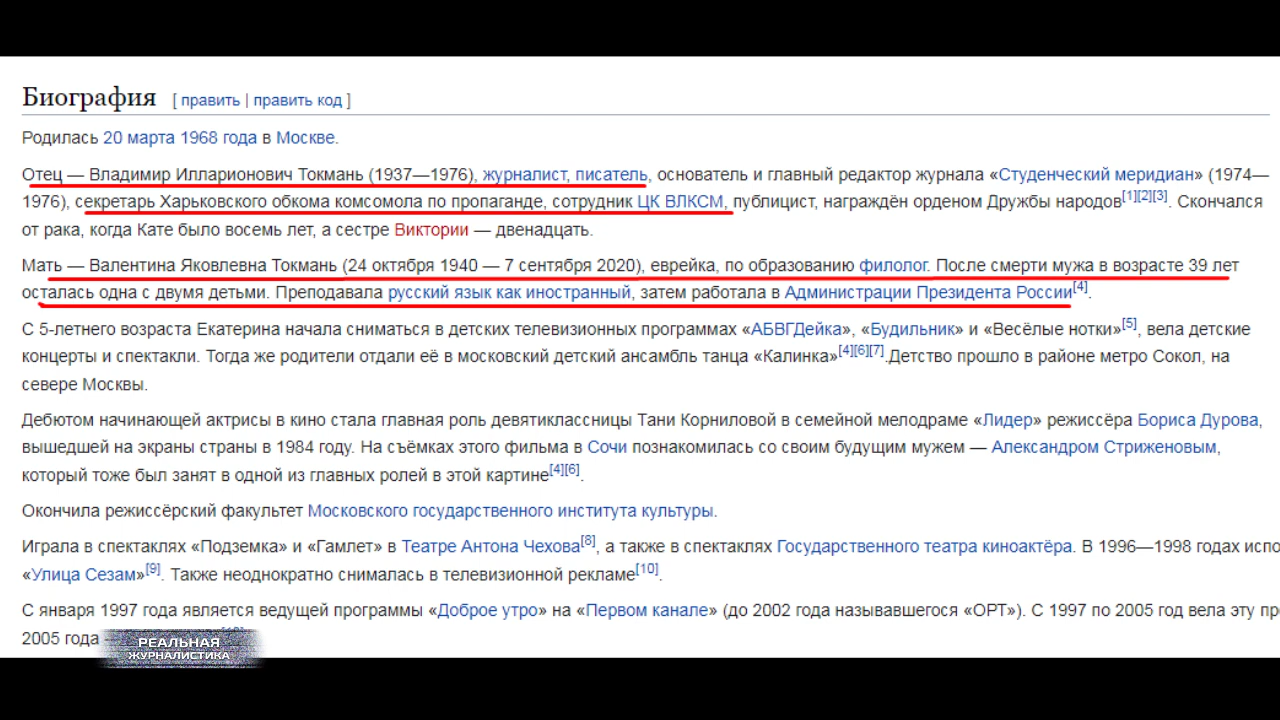 Биография [ править | править код ]
Родилась 20 марта 1968 года в Москве.
Отец — Владимир Илларионович Токмань (1937—1976), журналист, писатель, основатель и главный редактор журнала «Студенческий меридиан» (1974—
1976), секретарь Харьковского обкома комсомола по пропаганде, сотрудник ЦК ВЛКСМ, публицист, награждён орденом Дружбы народов[1][2][3]. Скончался
от рака, когда Кате было восемь лет, а сестре Виктории — двенадцать.
Мать — Валентина Яковлевна Токмань (24 октября 1940 — 7 сентября 2020), еврейка, по образованию филолог. После смерти мужа в возрасте 39 лет
осталась одна с двумя детьми. Преподавала русский язык как иностранный, затем работала в Администрации Президента России[4].
С 5-летнего возраста Екатерина начала сниматься в детских телевизионных программах «АБВГДейка», «Будильник» и «Весёлые нотки»[5], вела детские
концерты и спектакли. Тогда же родители отдали её в московский детский ансамбль танца «Калинка»[4][6][7].Детство прошло в районе метро Сокол, на
севере Москвы.
Дебютом начинающей актрисы в кино стала главная роль девятиклассницы Тани Корниловой в семейной мелодраме «Лидер» режиссёра Бориса Дурова,
вышедшей на экраны страны в 1984 году. На съёмках этого фильма в Сочи познакомилась со своим будущим мужем — Александром Стриженовым,
который тоже был занят в одной из главных ролей в этой картине[4][6].
Окончила режиссёрский факультет Московского государственного института культуры.
Играла в спектаклях «Подземка» и «Гамлет» в Театре Антона Чехова[8], а также в спектаклях Государственного театра киноактёра. В 1996—1998 годах испо
«Улица Сезам»[9]. Также неоднократно снималась в телевизионной рекламе[10].
С января 1997 года является ведущей программы «Доброе утро» на «Первом канале» (до 2002 года называвшегося «ОРТ»). С 1997 по 2005 год вела эту пр
2005 года —
РЕАЛЬНАЯ
ЖУРНАЛИСТИКА